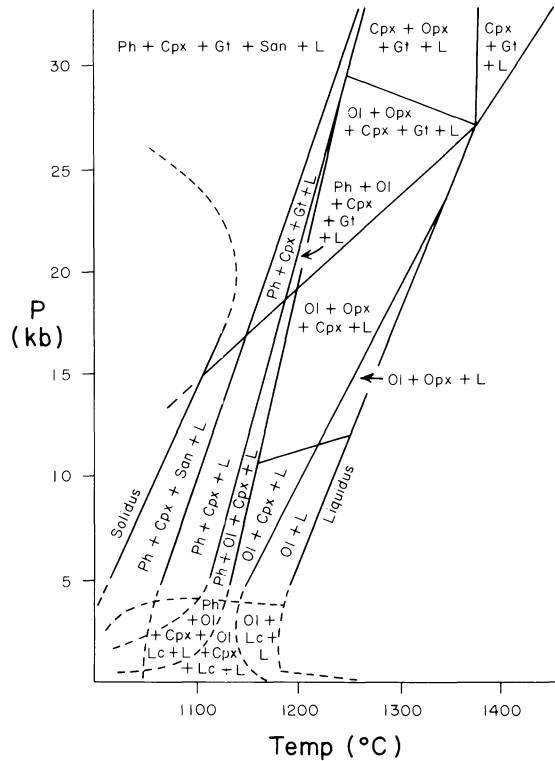 Ph + Cpx + Gt + San + L
Cpx + Opx
+ Gt + L
Cpx
+ Gt
+ L
Ol + Opx
+ Cpx + Gt + L
Ph + Ol
+ Cpx
+ Gt
+ L
Ph + Cpx + Gt + L
Ol + Opx
+ Cpx + L
Ol + Opx + L
Solidus
Ph + Cpx + San + L
Ph + Cpx + L
Ph + Ol + Cpx + L
Ol + Cpx + L
Ol + L
Liquidus
Ph
+ Ol
+ Cpx +
Lc + L
Ol
+ Cpx
+ Lc + L
Ol +
Lc +
L
30
25
20
15
10
5
P
(kb)
1100
1200
1300
1400
Temp (°C)